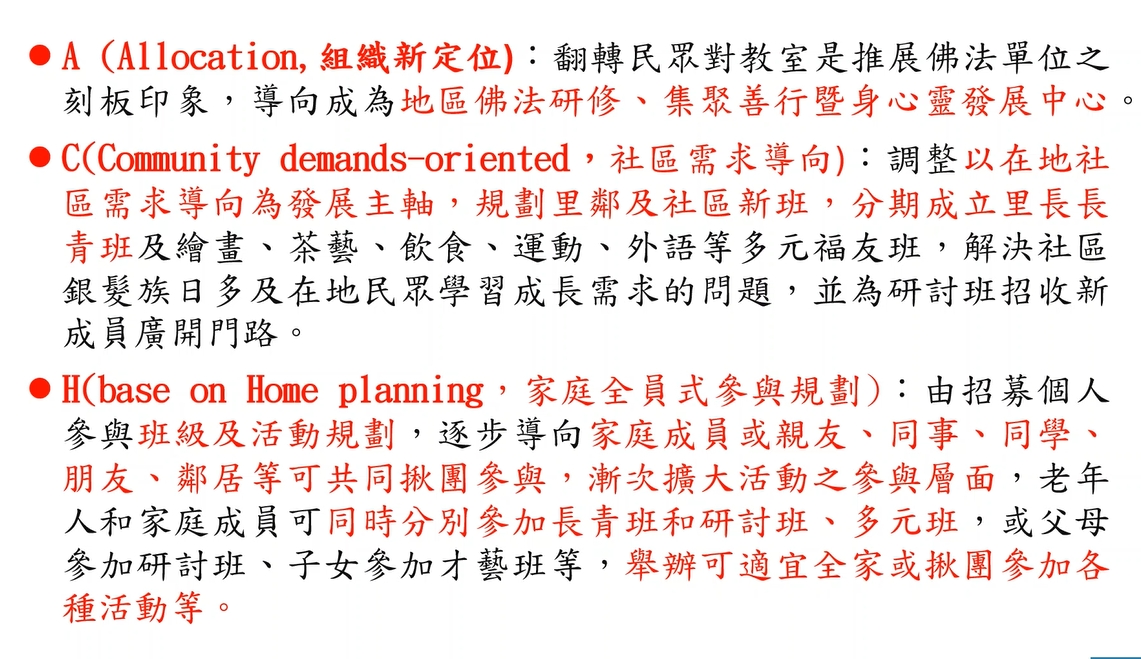 ● A (Allocation, 組織新定位)：翻轉民眾對教室是推展佛法單位之
刻板印象，導向成為地區佛法研修、集聚善行暨身心靈發展中心。
● C(Community demands-oriented，社區需求導向)：調整以在地社
區需求導向為發展主軸，規劃里鄰及社區新班，分期成立里長長
青班及繪畫、茶藝、飲食、運動、外語等多元福友班，解決社區
銀髮族日多及在地民眾學習成長需求的問題，並為研討班招收新
成員廣開門路。
● H(base on Home planning，家庭全員式參與規劃)：由招募個人
參與班級及活動規劃，逐步導向家庭成員或親友、同事、同學、
朋友、鄰居等可共同揪團參與，漸次擴大活動之參與層面，老年
人和家庭成員可同時分別參加長青班和研討班、多元班，或父母
參加研討班、子女參加才藝班等，舉辦可適宜全家或揪團參加各
種活動等。